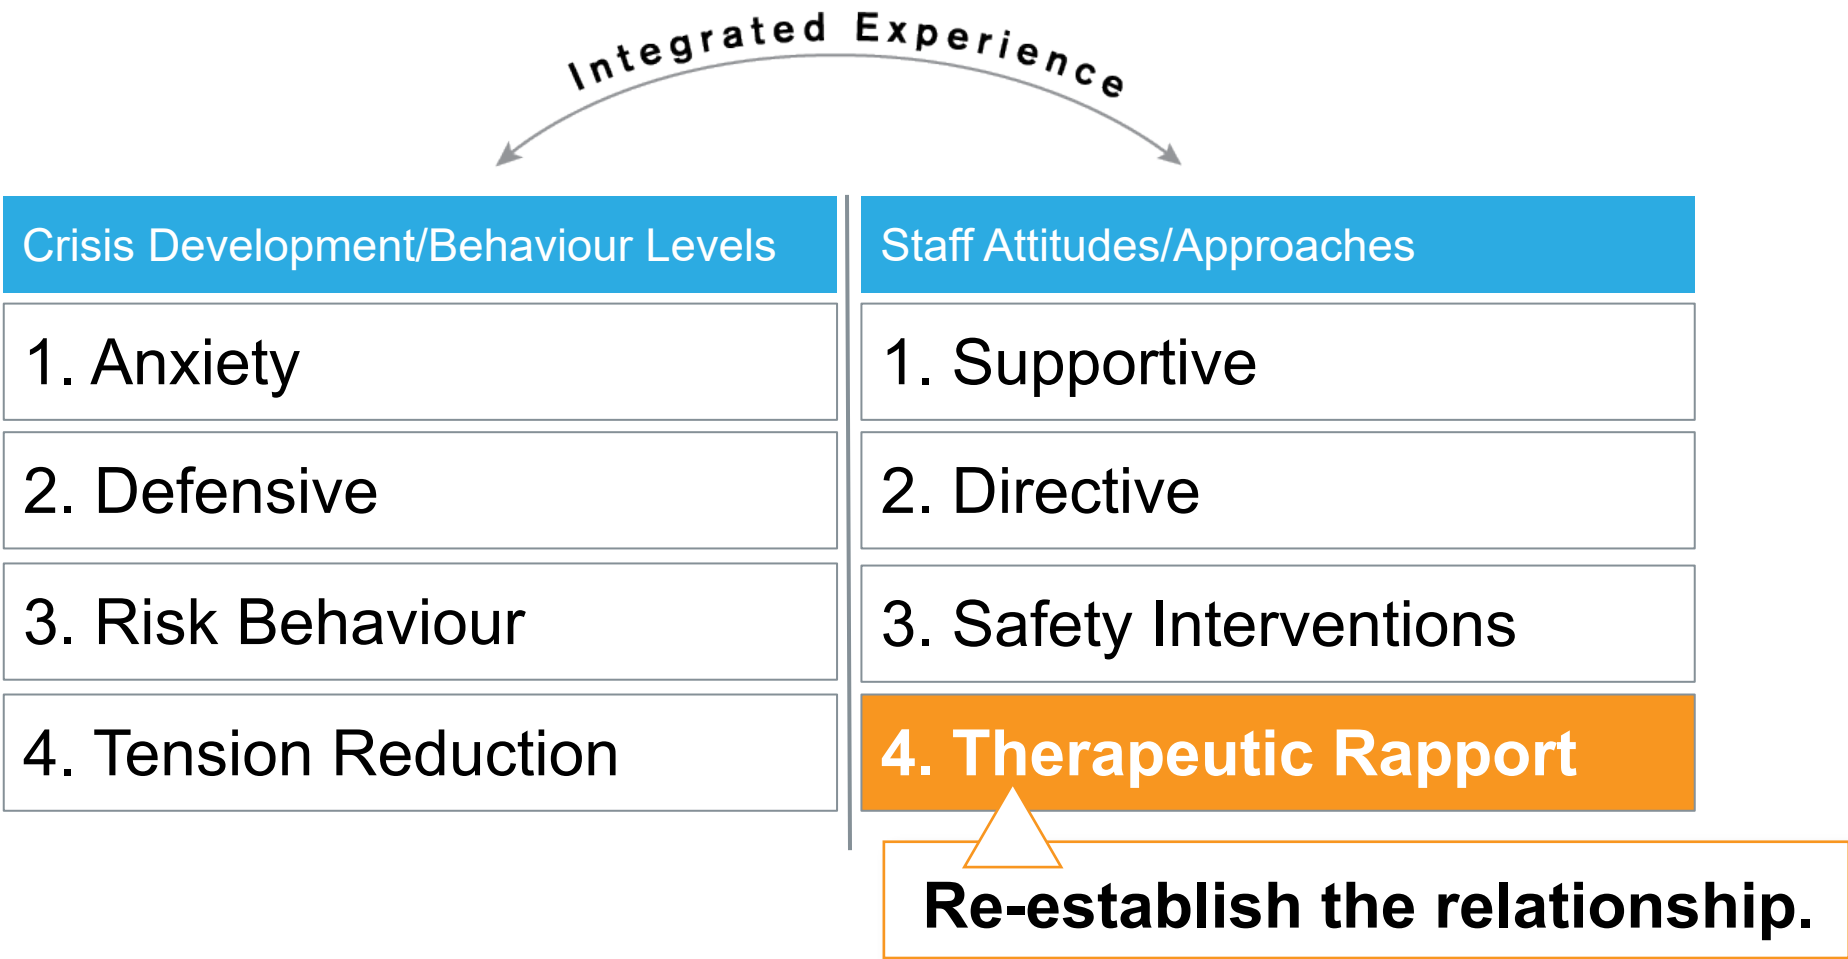 Integrated Experience
Crisis Development/Behaviour Levels
Staff Attitudes/Approaches
1. Anxiety
1. Supportive
2. Defensive
2. Directive
3. Risk Behaviour
3. Safety Interventions
4. Tension Reduction
4. Therapeutic Rapport
Re-establish the relationship.